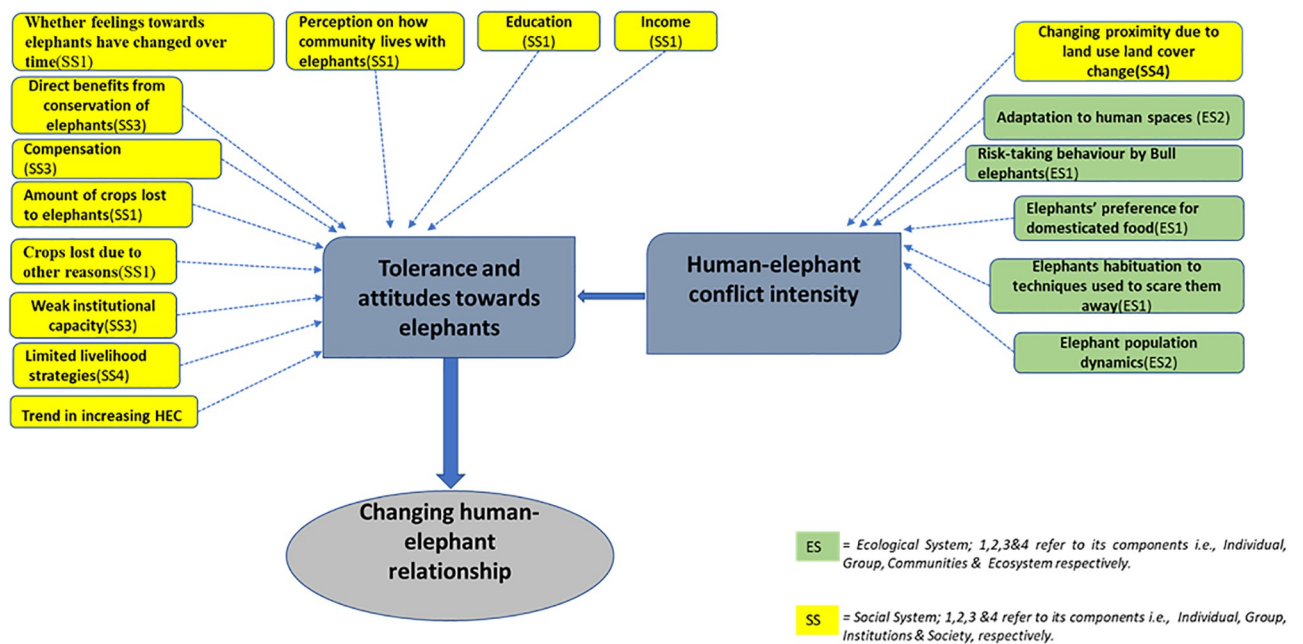 Whether feelings towards
elephants have changed over
time(SS1)
Perception on how
community lives with
elephants(SS1)
Education
(SS1)
Income
(SS1)
Changing proximity due to
land use land cover
change(SS4)
Direct benefits from
conservation of
elephants(SS3)
Adaptation to human spaces (ES2)
Compensation
(SS3)
Risk-taking behaviour by Bull
elephants(ES1)
Amount of crops lost
to elephants(SS1)
Elephants' preference for
domesticated food(ES1)
Crops lost due to
other reasons(SS1)
Tolerance and
attitudes towards
elephants
Human-elephant
conflict intensity
Elephants habituation to
techniques used to scare them
away(ES1)
Weak institutional
capacity(SS3)
Limited livelihood
strategies(SS4)
Elephant population
dynamics(ES2)
Trend in increasing HEC
Changing human-
elephant
relationship
ES = Ecological System; 1,2,3&4 refer to its components i.e., Individual,
Group, Communities & Ecosystem respectively.
SS = Social System; 1,2,3 &4 refer to its components i.e., Individual, Group,
Institutions & Society, respectively.